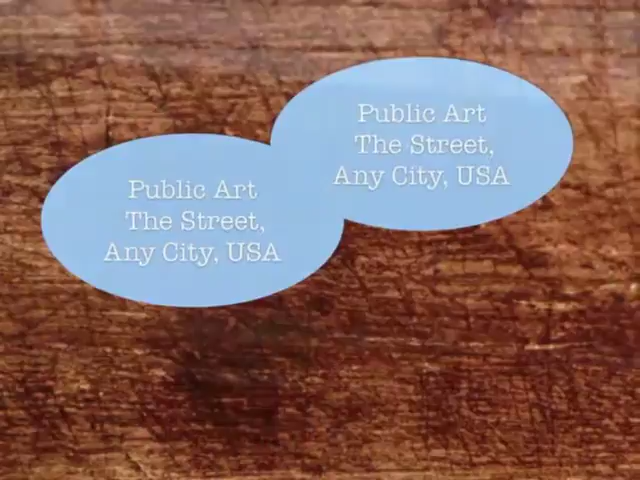 Public Art
The Street,
Any City, USA
Public Art
The Street,
Any City, USA